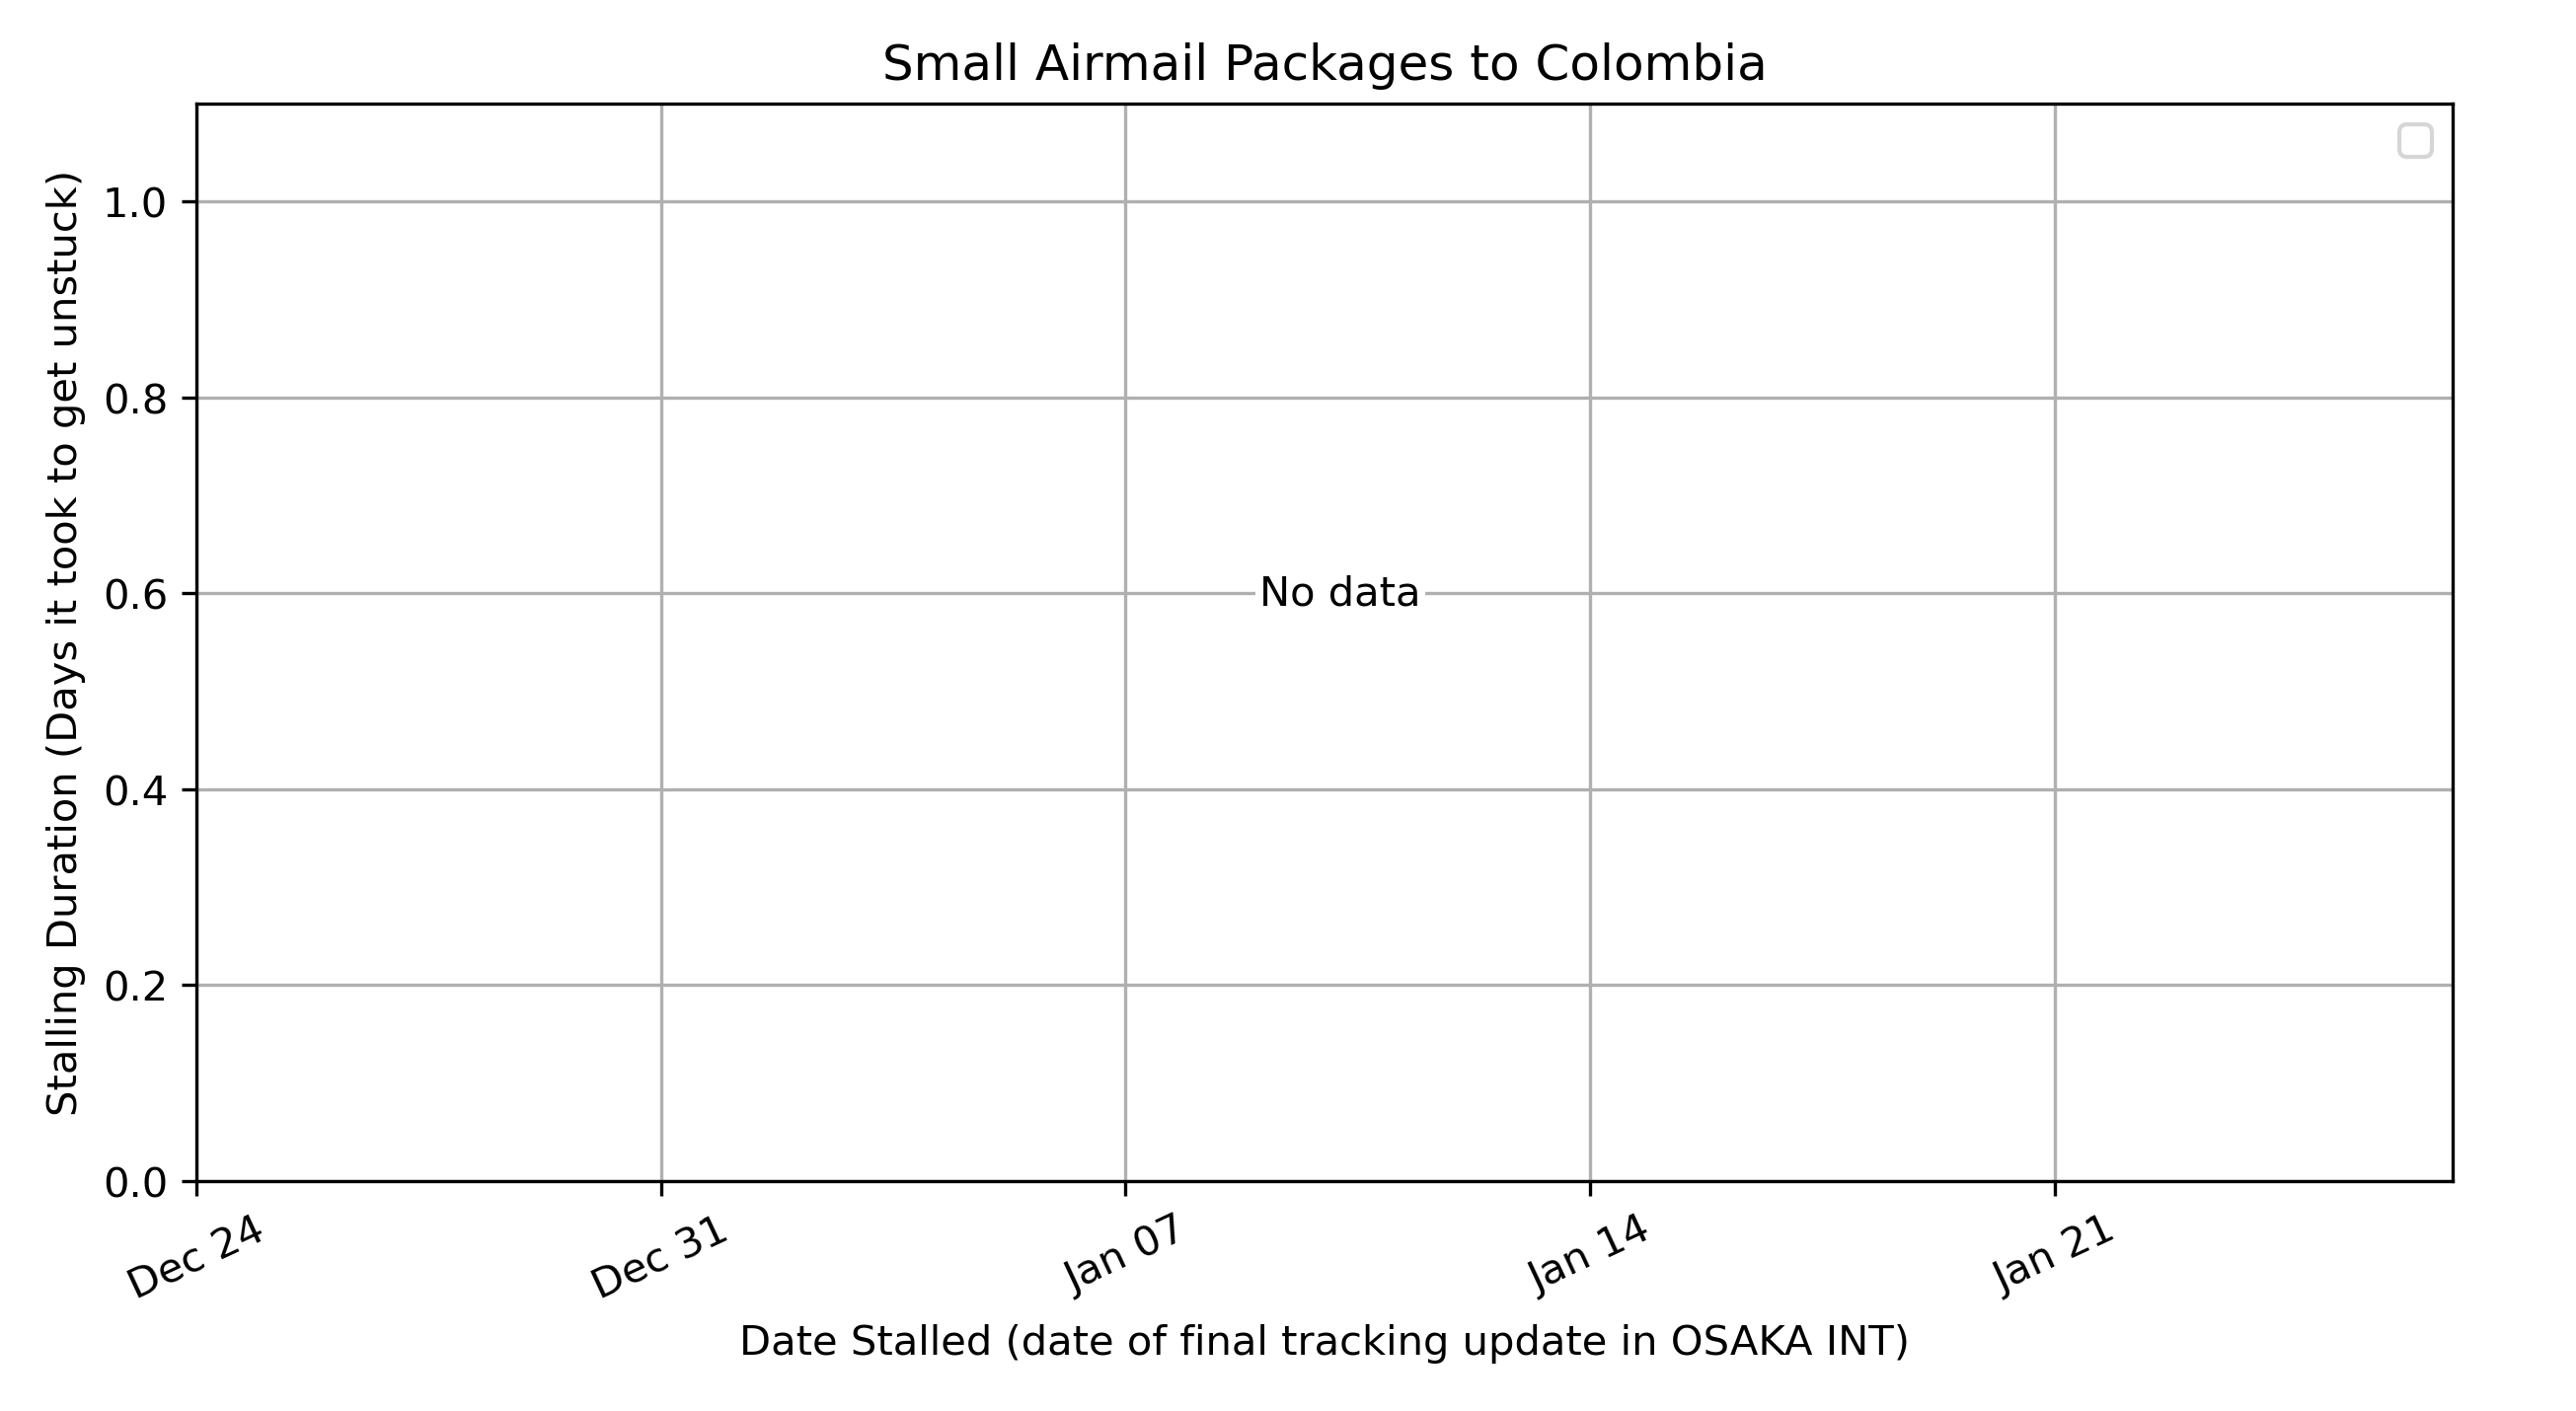 Small Airmail Packages to Colombia
Stalling Duration (Days it took to get unstuck)
1.0
0.8
0.6
0.4
0.2
0.0
No data
Dec 24
Dec 31
Jan 07
Jan 14
Jan 21
Date Stalled (date of final tracking update in OSAKA INT)